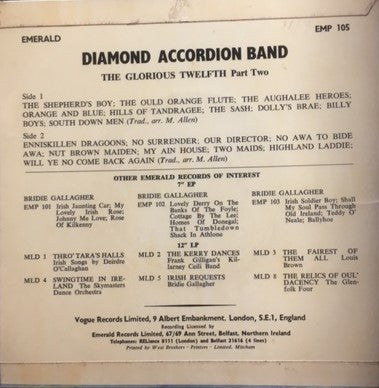 EMERALD
EMP 105
DIAMOND ACCORDION BAND
THE GLORIOUS TWELFTH Part Two
Side 1
THE SHEPHERD'S BOY; THE OULD ORANGE FLUTE; THE AUGHALEE HEROES;
ORANGE AND BLUE; HILLS OF TANDRAGEE; THE SASH; DOLLY'S BRAE; BILLY
BOYS; SOUTH DOWN MEN (Trad., arr. M. Allen)
Side 2
ENNISKILLEN DRAGOONS; NO SURRENDER; OUR DIRECTOR; NO AWA TO BIDE
AWA; NUT BROWN MAIDEN; MY AIN HOUSE; TWO MAIDS; HIGHLAND LADDIE;
WILL YE NO COME BACK AGAIN (Trad., arr. M. Allen)
OTHER EMERALD RECORDS OF INTEREST
7" EP
BRIDIE GALLAGHER
EMP 101 Irish Jaunting Car; My
Lovely Irish Rose;
Johnny Me Love, Rose
Of Kilkenny
BRIDIE GALLAGHER
EMP 102 Lovely Derry On The
Banks Of The Foyle;
Cottage By The Lee;
Homes Of Donegal;
That Tumbledown
Shack In Athlone
BRIDIE GALLAGHER
EMP 103 Irish Soldier Boy; Shall
My Soul Pass Through
Old Ireland; Teddy O'
Neale; Ballyhoe
12" LP
MLD 1 THRO' TARA'S HALLS
Irish Songs by Deirdre
O'Callaghan
MLD 2 THE KERRY DANCES
Frank Gilligan's Kil-
larney Ceili Band
MLD 3 THE FAIREST OF
THEM ALL Louis
Brown
MLD 4 SWINGTIME IN IRE-
LAND The Skymasters
Dance Orchestra
MLD 5 IRISH REQUESTS
Bridie Gallagher
MLD 8 THE RELICS OF OUL'
DACENCY The Glen-
folk Four
Vogue Records Limited, 9 Albert Embankment, London, S.E.1, England
Recording Licensed by
Emerald Records Limited, 67/69 Ann Street, Belfast, Northern Ireland
Telephones: RELiance 8111 (London) and Belfast 31616 (4 lines)
Printed by West Brothers - Printers - Limited, Mitcham